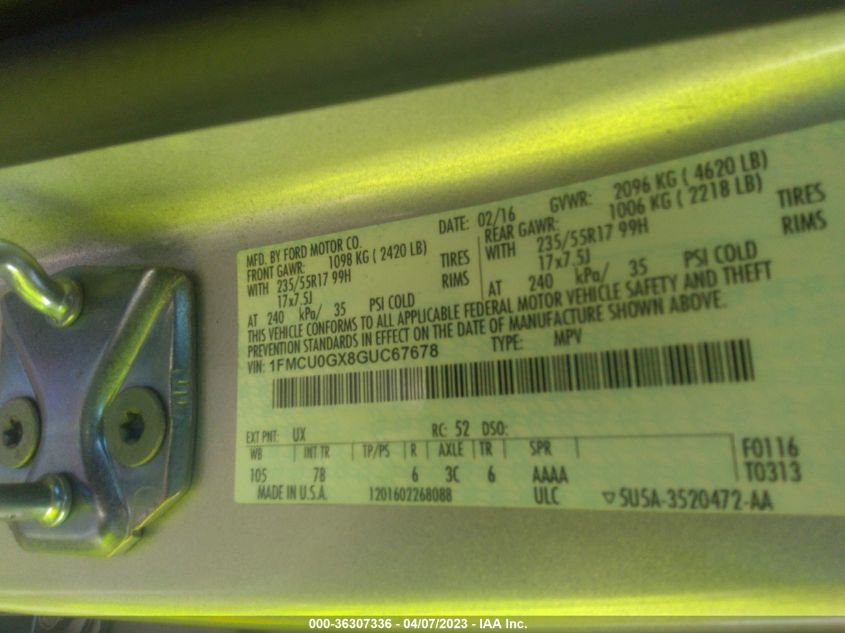 MFD. BY FORD MOTOR CO.
DATE: 02/16 GVWR: 2096 KG ( 4620 LB)
FRONT GAWR: 1098 KG ( 2420 LB)
REAR GAWR: 1006 KG ( 2218 LB)
WITH 235/55R17 99H TIRES
WITH 235/55R17 99H TIRES
17x7.5J RIMS
17x7.5J RIMS
AT 240 kPa/ 35 PSI COLD
AT 240 kPa/ 35 PSI COLD
THIS VEHICLE CONFORMS TO ALL APPLICABLE FEDERAL MOTOR VEHICLE SAFETY AND THEFT
PREVENTION STANDARDS IN EFFECT ON THE DATE OF MANUFACTURE SHOWN ABOVE.
VIN: 1FMCU0GX8GUC67678 TYPE: MPV
EXT PNT: UX RC: 52 DSO:
WB INT TR TP/PS R AXLE TR SPR F0116
105 7B 6 3C 6 AAAA T0313
MADE IN U.S.A. 1201602268088 ULC 5U5A-3520472-AA
000-36307336 - 04/07/2023 - IAA Inc.